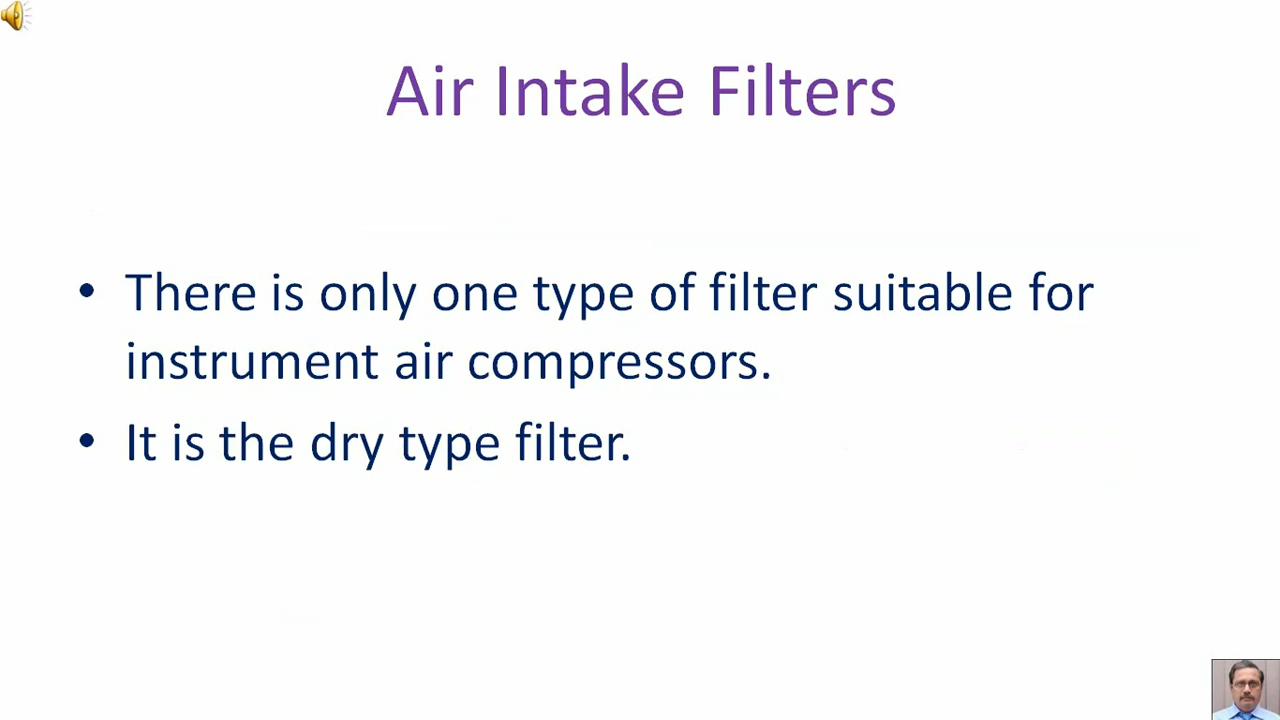 Air Intake Filters
• There is only one type of filter suitable for
instrument air compressors.
• It is the dry type filter.